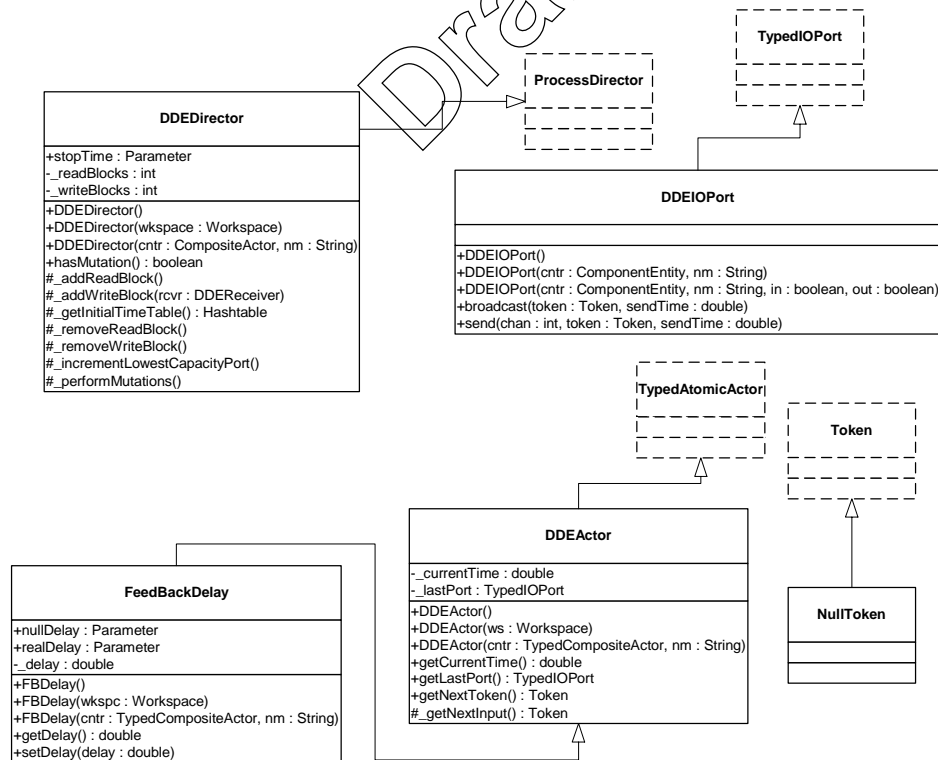 Dra
TypedIOPort
ProcessDirector
DDEDirector
+stopTime : Parameter
-_readBlocks : int
-_writeBlocks : int
+DDEDirector()
+DDEDirector(wkspace : Workspace)
+DDEDirector(cntr : CompositeActor, nm : String)
+hasMutation() : boolean
#_addReadBlock()
#_addWriteBlock(rcvr : DDEReceiver)
#_getInitialTimeTable() : Hashtable
#_removeReadBlock()
#_removeWriteBlock()
#_incrementLowestCapacityPort()
#_performMutations()
DDEIOPort
+DDEIOPort()
+DDEIOPort(cntr : ComponentEntity, nm : String)
+DDEIOPort(cntr : ComponentEntity, nm : String, in : boolean, out : boolean)
+broadcast(token : Token, sendTime : double)
+send(chan : int, token : Token, sendTime : double)
TypedAtomicActor
Token
DDEActor
-_currentTime : double
-_lastPort : TypedIOPort
+DDEActor()
+DDEActor(ws : Workspace)
+DDEActor(cntr : TypedCompositeActor, nm : String)
+getCurrentTime() : double
+getLastPort() : TypedIOPort
+getNextToken() : Token
#_getNextInput() : Token
NullToken
FeedBackDelay
+nullDelay : Parameter
+realDelay : Parameter
-_delay : double
+FBDelay()
+FBDelay(wkspc : Workspace)
+FBDelay(cntr : TypedCompositeActor, nm : String)
+getDelay() : double
+setDelay(delay : double)